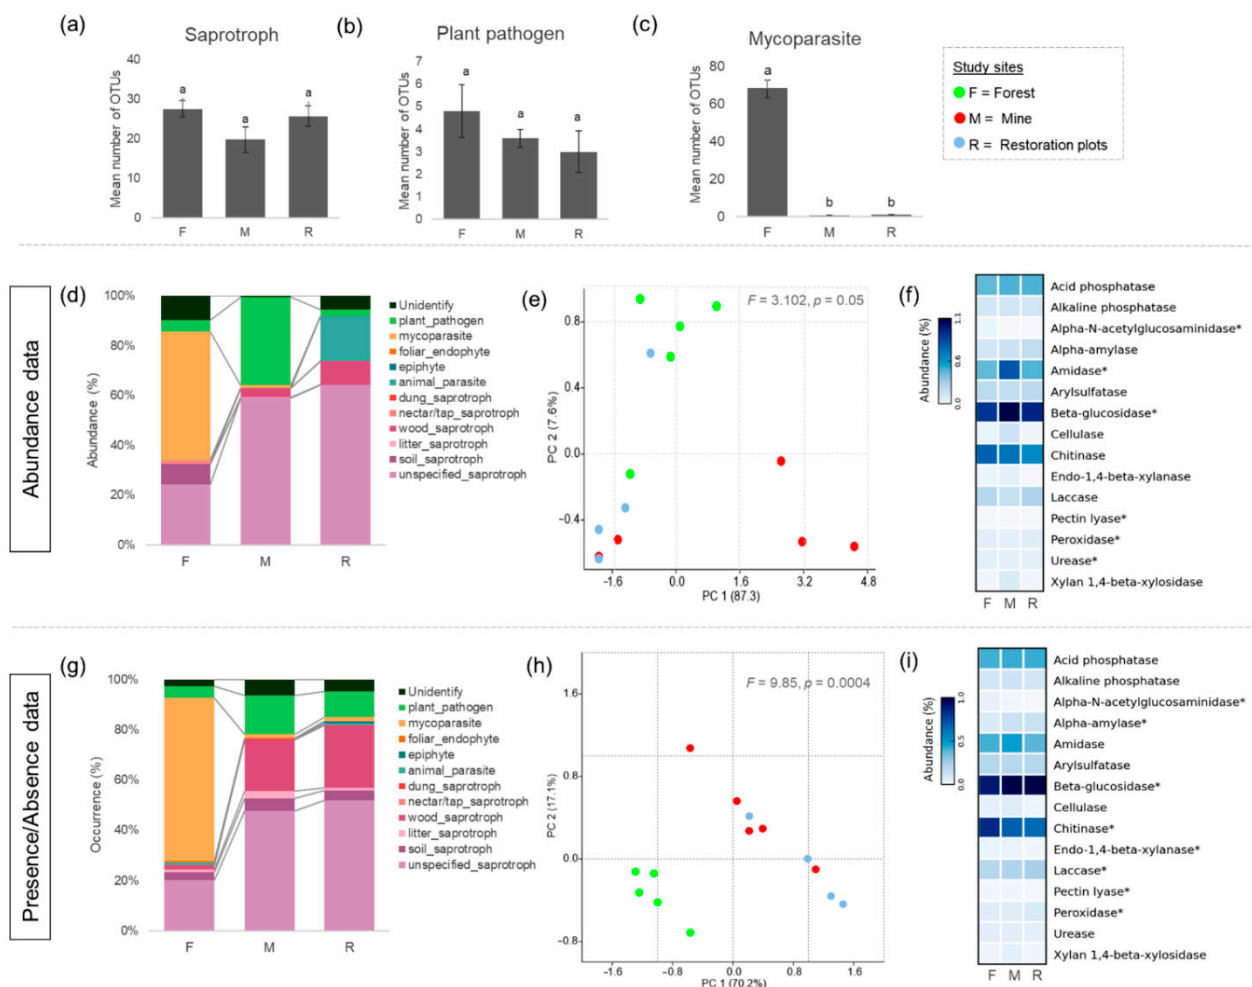 (a)
Saprotroph
Mean number of OTUs
40
30
20
10
0
a
a
a
F
M
R
(b)
Plant pathogen
Mean number of OTUs
7
6
5
4
3
2
1
0
a
a
a
F
M
R
(c)
Mycoparasite
Mean number of OTUs
80
60
40
20
0
a
b
b
F
M
R
Study sites
F = Forest
M = Mine
R = Restoration plots
Abundance data
(d)
Abundance (%)
100%
80%
60%
40%
20%
0%
F
M
R
Unidentify
plant_pathogen
mycoparasite
foliar_endophyte
epiphyte
animal_parasite
dung_saprotroph
nectar/tap_saprotroph
wood_saprotroph
litter_saprotroph
soil_saprotroph
unspecified_saprotroph
(e)
F = 3.102, p = 0.05
PC 2 (7.6%)
0.8
0.4
0.0
−0.4
−1.6
0.0
1.6
3.2
4.8
PC 1 (87.3)
(f)
Abundance (%)
1.1
0.6
0.0
Acid phosphatase
Alkaline phosphatase
Alpha-N-acetylglucosaminidase*
Alpha-amylase
Amidase*
Arylsulfatase
Beta-glucosidase*
Cellulase
Chitinase
Endo-1,4-beta-xylanase
Laccase
Pectin lyase*
Peroxidase*
Urease*
Xylan 1,4-beta-xylosidase
F
M
R
Presence/Absence data
(g)
Occurrence (%)
100%
80%
60%
40%
20%
0%
F
M
R
Unidentify
plant_pathogen
mycoparasite
foliar_endophyte
epiphyte
animal_parasite
dung_saprotroph
nectar/tap_saprotroph
wood_saprotroph
litter_saprotroph
soil_saprotroph
unspecified_saprotroph
(h)
F = 9.85, p = 0.0004
PC 2 (17.1%)
1.6
0.8
0.0
−0.8
−1.6
−0.8
0.0
0.8
1.6
PC 1 (70.2%)
(i)
Abundance (%)
1.0
0.5
0.0
Acid phosphatase
Alkaline phosphatase
Alpha-N-acetylglucosaminidase*
Alpha-amylase*
Amidase
Arylsulfatase
Beta-glucosidase*
Cellulase
Chitinase*
Endo-1,4-beta-xylanase*
Laccase*
Pectin lyase*
Peroxidase*
Urease
Xylan 1,4-beta-xylosidase
F
M
R